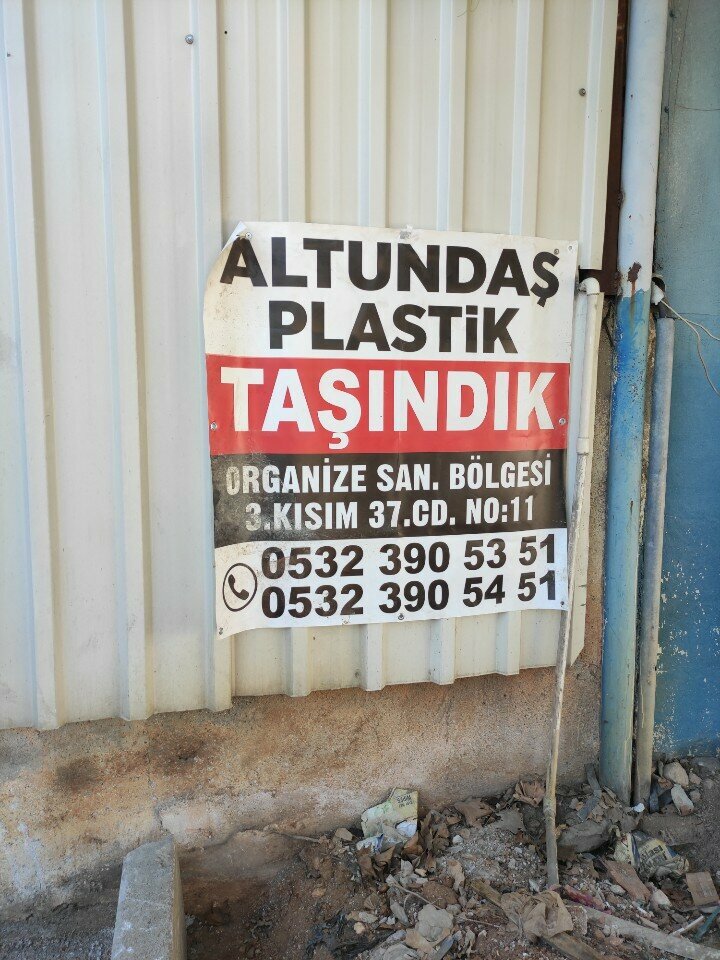 ALTUNDAŞ
PLASTiK
TAŞINDIK
ORGANİZE SAN. BÖLGESİ
3.KISIM 37.CD. NO:11
0532 390 53 51
0532 390 54 51